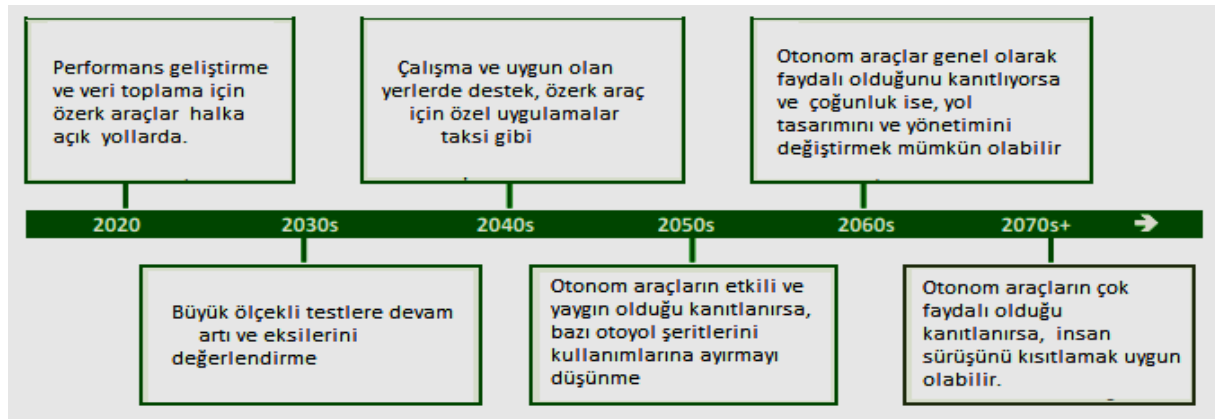 Performans geliştirme
ve veri toplama için
özerk araçlar halka
açık yollarda.
Çalışma ve uygun olan
yerlerde destek, özerk araç
için özel uygulamalar
taksi gibi
Otonom araçlar genel olarak
faydalı olduğunu kanıtlıyorsa
ve çoğunluk ise, yol
tasarımını ve yönetimini
değiştirmek mümkün olabilir
2020 2030s 2040s 2050s 2060s 2070s+ →
Büyük ölçekli testlere devam
artı ve eksilerini
değerlendirme
Otonom araçların etkili ve
yaygın olduğu kanıtlanırsa,
bazı otoyol şeritlerini
kullanımlarına ayırmayı
düşünme
Otonom araçların çok
faydalı olduğu
kanıtlanırsa, insan
sürüşünü kısıtlamak uygun
olabilir.